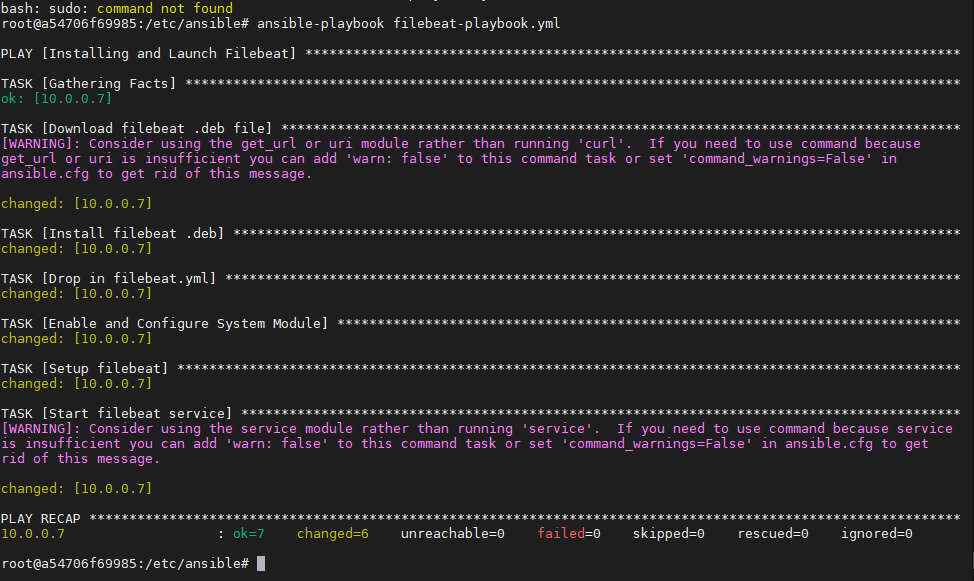 bash: sudo: command not found
root@a54706f69985:/etc/ansible# ansible-playbook filebeat-playbook.yml
PLAY [Installing and Launch Filebeat] **********************************************************************************
TASK [Gathering Facts] *************************************************************************************************
ok: [10.0.0.7]
TASK [Download filebeat .deb file] *************************************************************************************
[WARNING]: Consider using the get_url or uri module rather than running 'curl'.  If you need to use command because
get_url or uri is insufficient you can add 'warn: false' to this command task or set 'command_warnings=False' in
ansible.cfg to get rid of this message.
changed: [10.0.0.7]
TASK [Install filebeat .deb] *******************************************************************************************
changed: [10.0.0.7]
TASK [Drop in filebeat.yml] ********************************************************************************************
changed: [10.0.0.7]
TASK [Enable and Configure System Module] ******************************************************************************
changed: [10.0.0.7]
TASK [Setup filebeat] **************************************************************************************************
changed: [10.0.0.7]
TASK [Start filebeat service] ******************************************************************************************
[WARNING]: Consider using the service module rather than running 'service'.  If you need to use command because service
is insufficient you can add 'warn: false' to this command task or set 'command_warnings=False' in ansible.cfg to get
rid of this message.
changed: [10.0.0.7]
PLAY RECAP *************************************************************************************************************
10.0.0.7                   : ok=7    changed=6    unreachable=0    failed=0    skipped=0    rescued=0    ignored=0
root@a54706f69985:/etc/ansible#